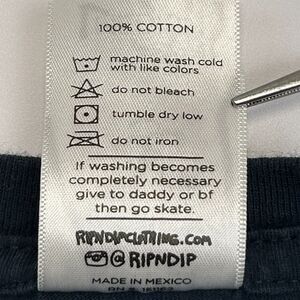 100% COTTON
machine wash cold
with like colors
do not bleach
tumble dry low
do not iron
If washing becomes
completely necessary
give to daddy or bf
then go skate.
RIPNDIPCLOTHING.COM
@RIPNDIP
MADE IN MEXICO